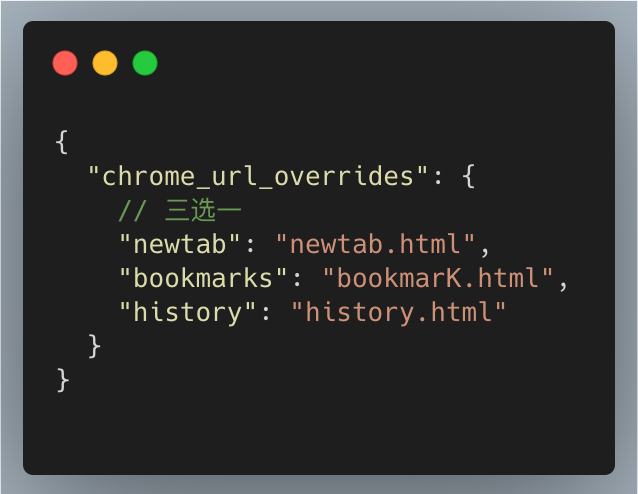 {
  "chrome_url_overrides": {
    // 三选一
    "newtab": "newtab.html",
    "bookmarks": "bookmarK.html",
    "history": "history.html"
  }
}